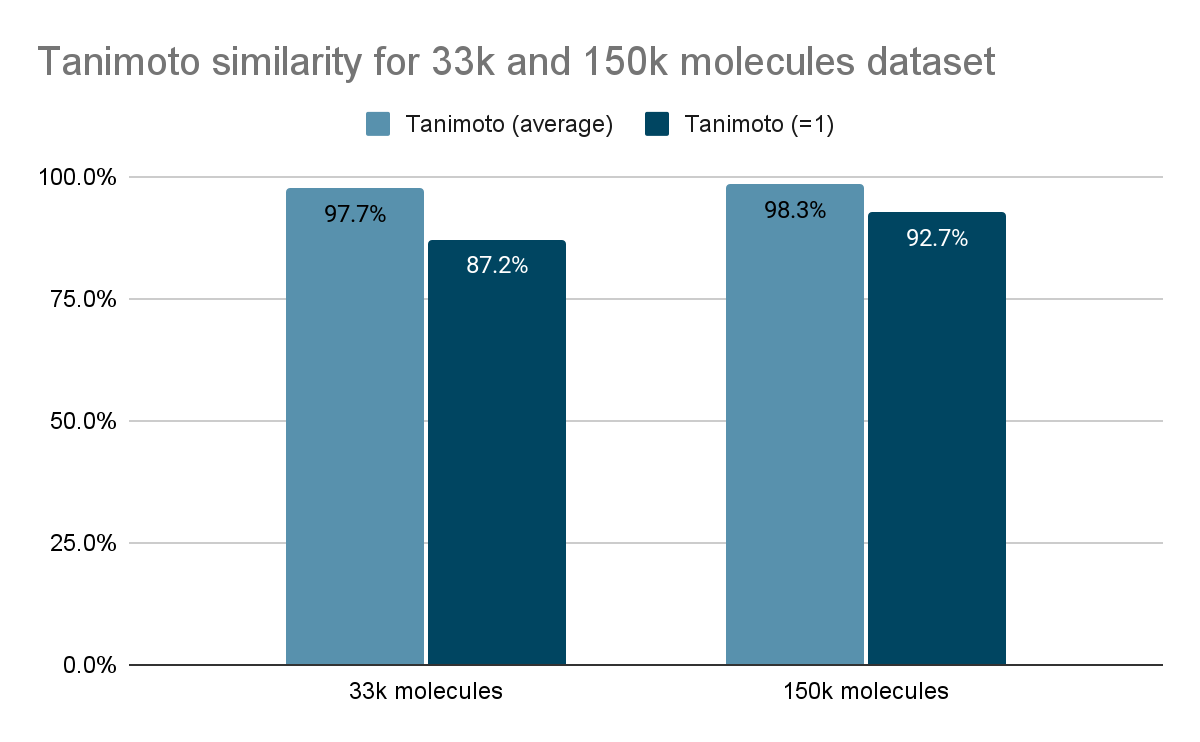 Tanimoto similarity for 33k and 150k molecules dataset
Tanimoto (average) Tanimoto (=1)
100.0%
97.7% 87.2% 98.3% 92.7%
75.0%
50.0%
25.0%
0.0%
33k molecules 150k molecules